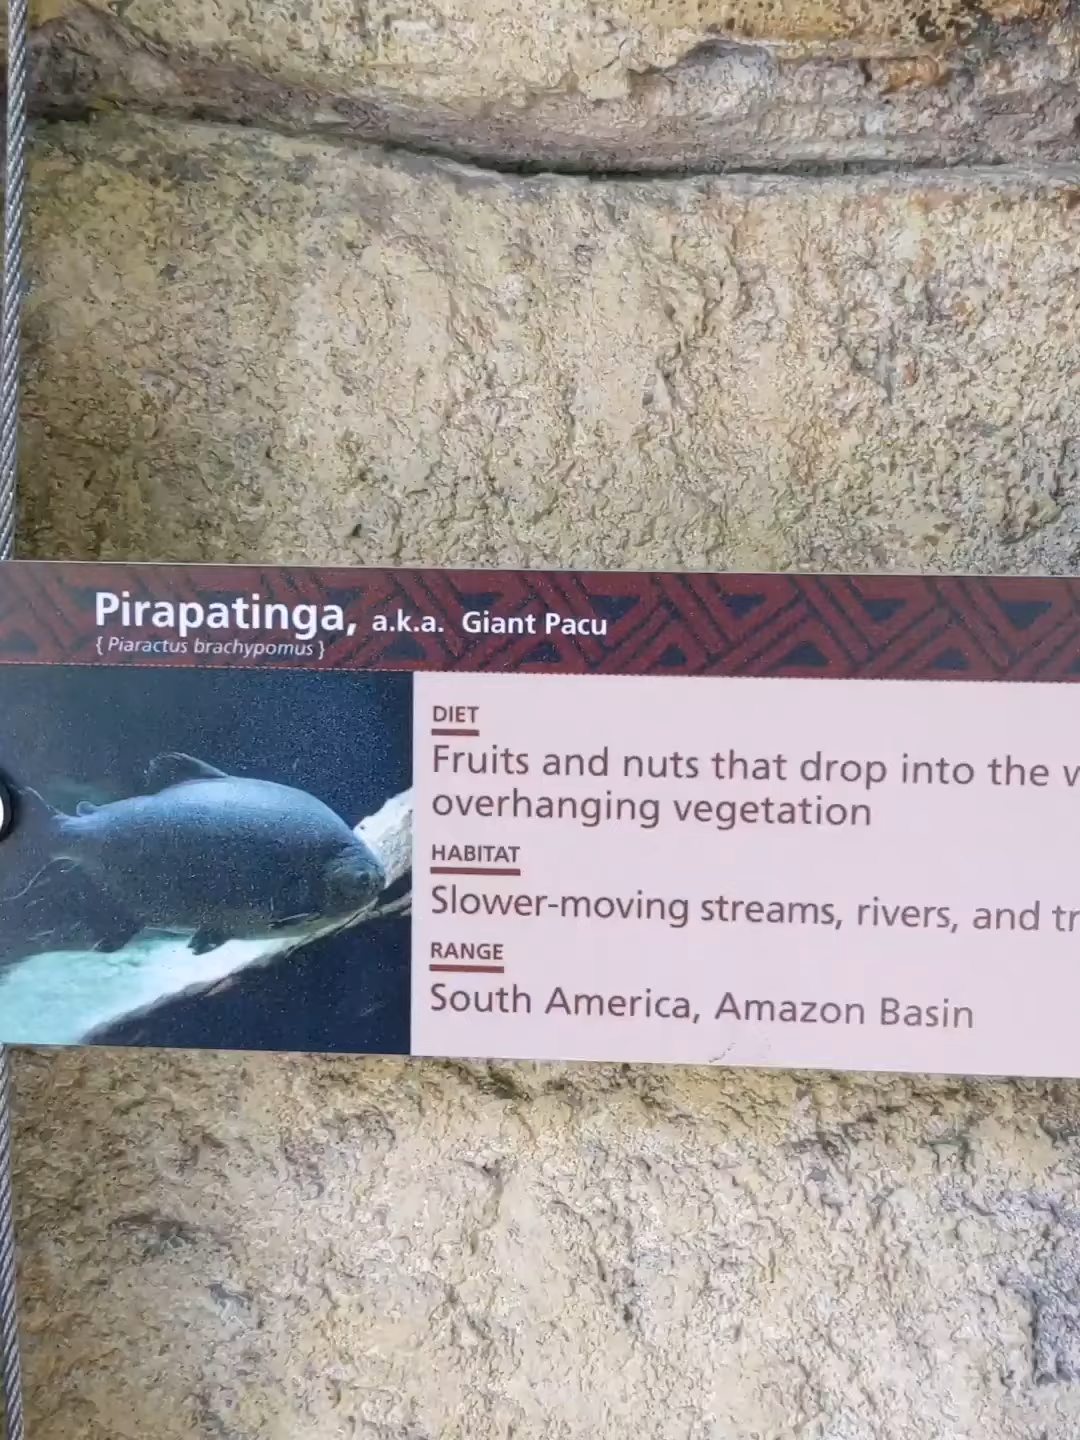 Pirapatinga, a.k.a. Giant Pacu
{ Piaractus brachypomus }
DIET
Fruits and nuts that drop into the
overhanging vegetation
HABITAT
Slower-moving streams, rivers, and
RANGE
South America, Amazon Basin